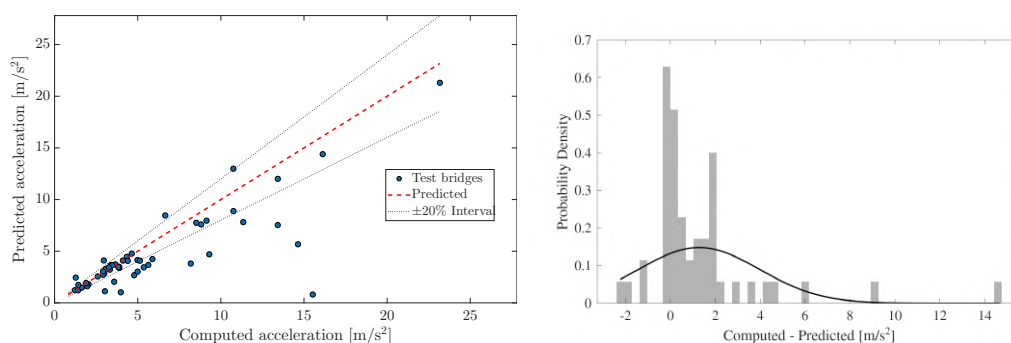 25
20
15
10
5
0
Predicted acceleration [m/s²]
0 5 10 15 20 25
Computed acceleration [m/s²]
Test bridges
Predicted
±20% Interval
0.7
0.6
0.5
0.4
0.3
0.2
0.1
0
Probability Density
-2 0 2 4 6 8 10 12 14
Computed - Predicted [m/s²]